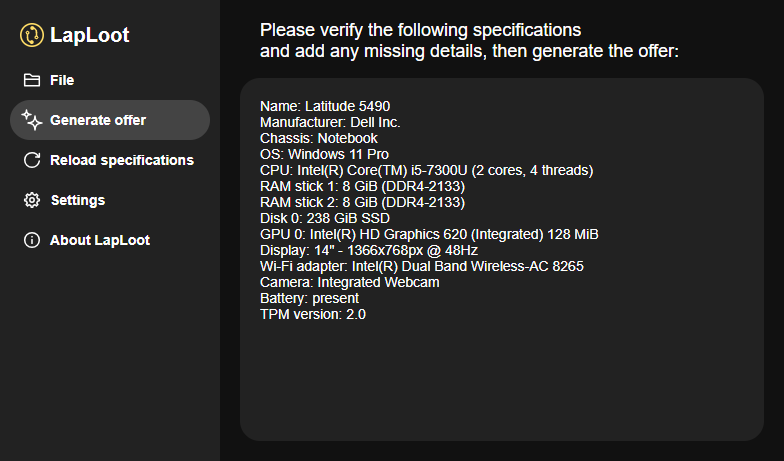 LapLoot
File
Generate offer
Reload specifications
Settings
About LapLoot
Please verify the following specifications
and add any missing details, then generate the offer:
Name: Latitude 5490
Manufacturer: Dell Inc.
Chassis: Notebook
OS: Windows 11 Pro
CPU: Intel(R) Core(TM) i5-7300U (2 cores, 4 threads)
RAM stick 1: 8 GiB (DDR4-2133)
RAM stick 2: 8 GiB (DDR4-2133)
Disk 0: 238 GiB SSD
GPU 0: Intel(R) HD Graphics 620 (Integrated) 128 MiB
Display: 14" - 1366x768px @ 48Hz
Wi-Fi adapter: Intel(R) Dual Band Wireless-AC 8265
Camera: Integrated Webcam
Battery: present
TPM version: 2.0